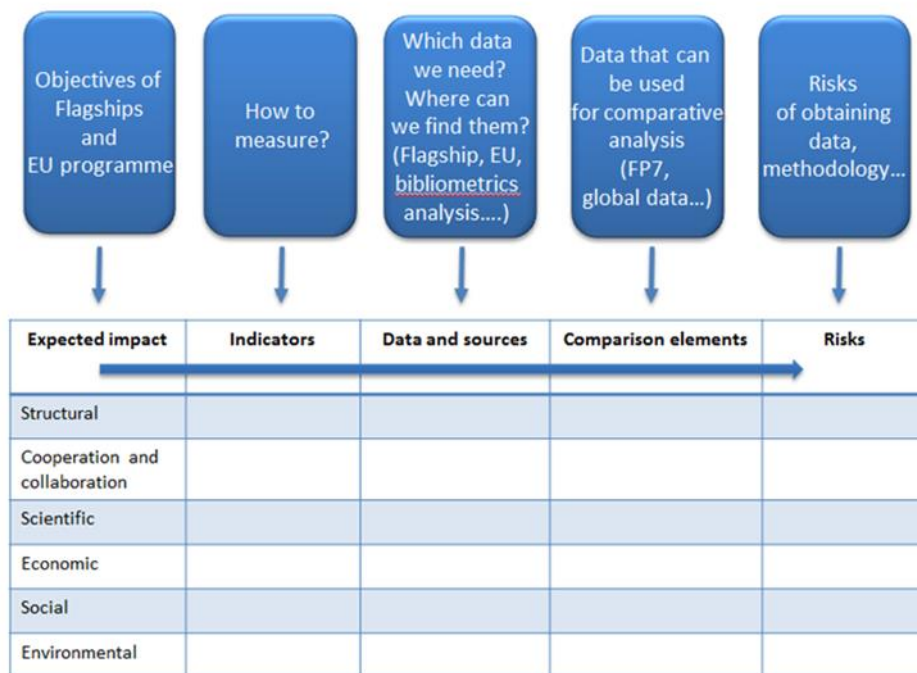 Objectives of
Flagships
and
EU programme
How to
measure?
Which data
we need?
Where can
we find them?
(Flagship, EU,
bibliometrics
analysis....)
Data that can
be used
for comparative
analysis
(FP7,
global data...)
Risks
of obtaining
data,
methodology...
Expected impact
Indicators
Data and sources
Comparison elements
Risks
Structural
Cooperation and
collaboration
Scientific
Economic
Social
Environmental